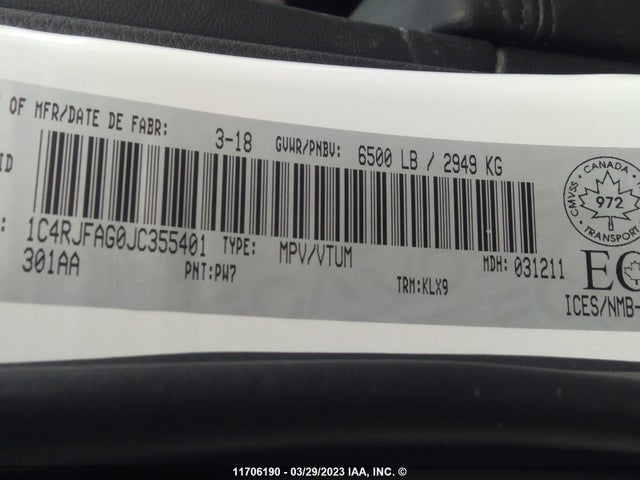 OF MFR/DATE DE FABR: 3-18 GVWR/PNBV: 6500 LB / 2949 KG
ID
1C4RJFAG0JC355401 TYPE: MPV/VTUM MDH: 031211
301AA PNT:PW7 TRM:KLX9
CANADA
CMVSS
972
TRANSPORT
ICES/NMB-
11706190 - 03/29/2023 IAA, INC. ©